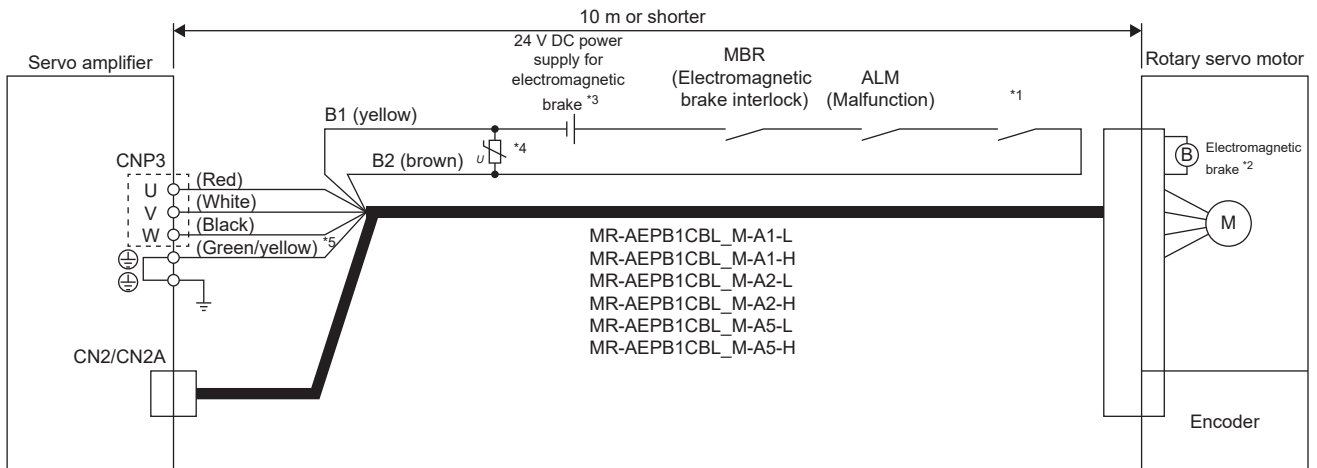 10 m or shorter
Servo amplifier
24 V DC power
supply for
electromagnetic
brake *3
MBR
(Electromagnetic
brake interlock)
ALM
(Malfunction)
*1
Rotary servo motor
B1 (yellow)
U
*4
B2 (brown)
B
Electromagnetic
brake *2
CNP3
U
(Red)
V
(White)
W
(Black)
(Green/yellow) *5
M
MR-AEPB1CBL_M-A1-L
MR-AEPB1CBL_M-A1-H
MR-AEPB1CBL_M-A2-L
MR-AEPB1CBL_M-A2-H
MR-AEPB1CBL_M-A5-L
MR-AEPB1CBL_M-A5-H
CN2/CN2A
Encoder